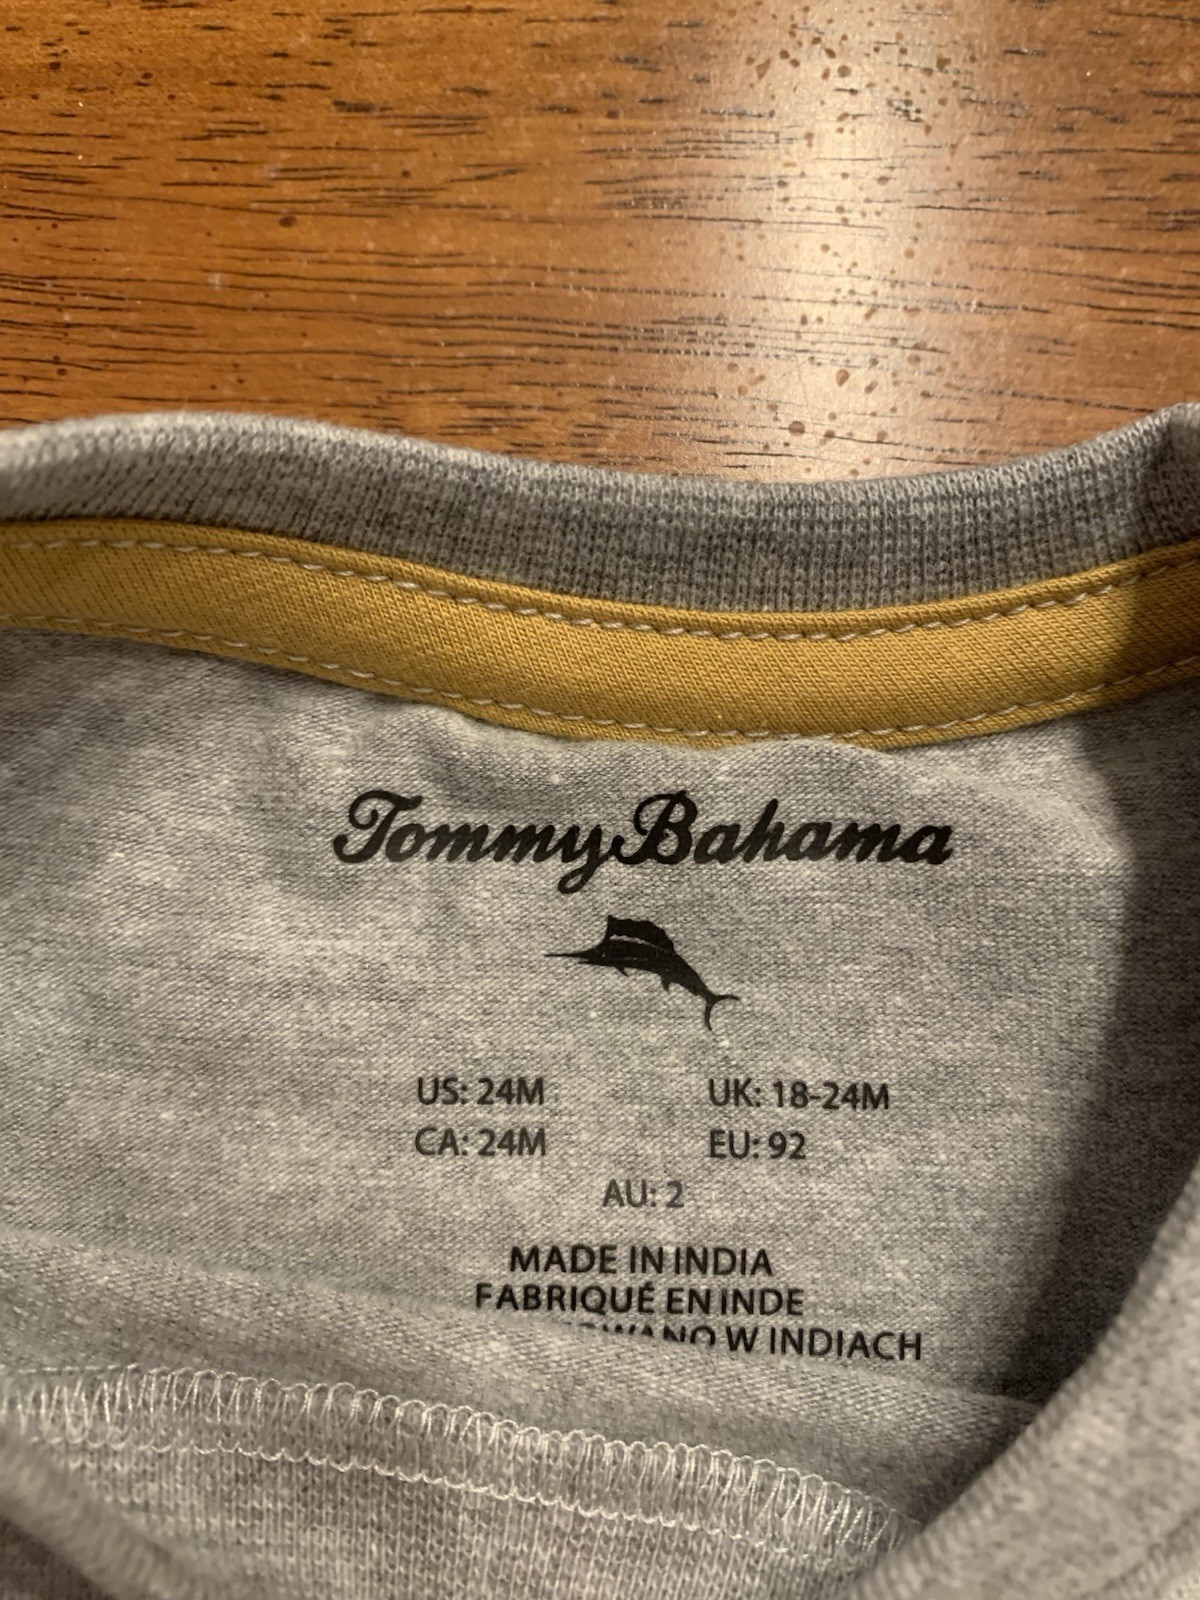 Tommy Bahama
US: 24M UK: 18-24M
CA: 24M EU: 92
AU: 2
MADE IN INDIA
FABRIQUÉ EN INDE
W INDIACH